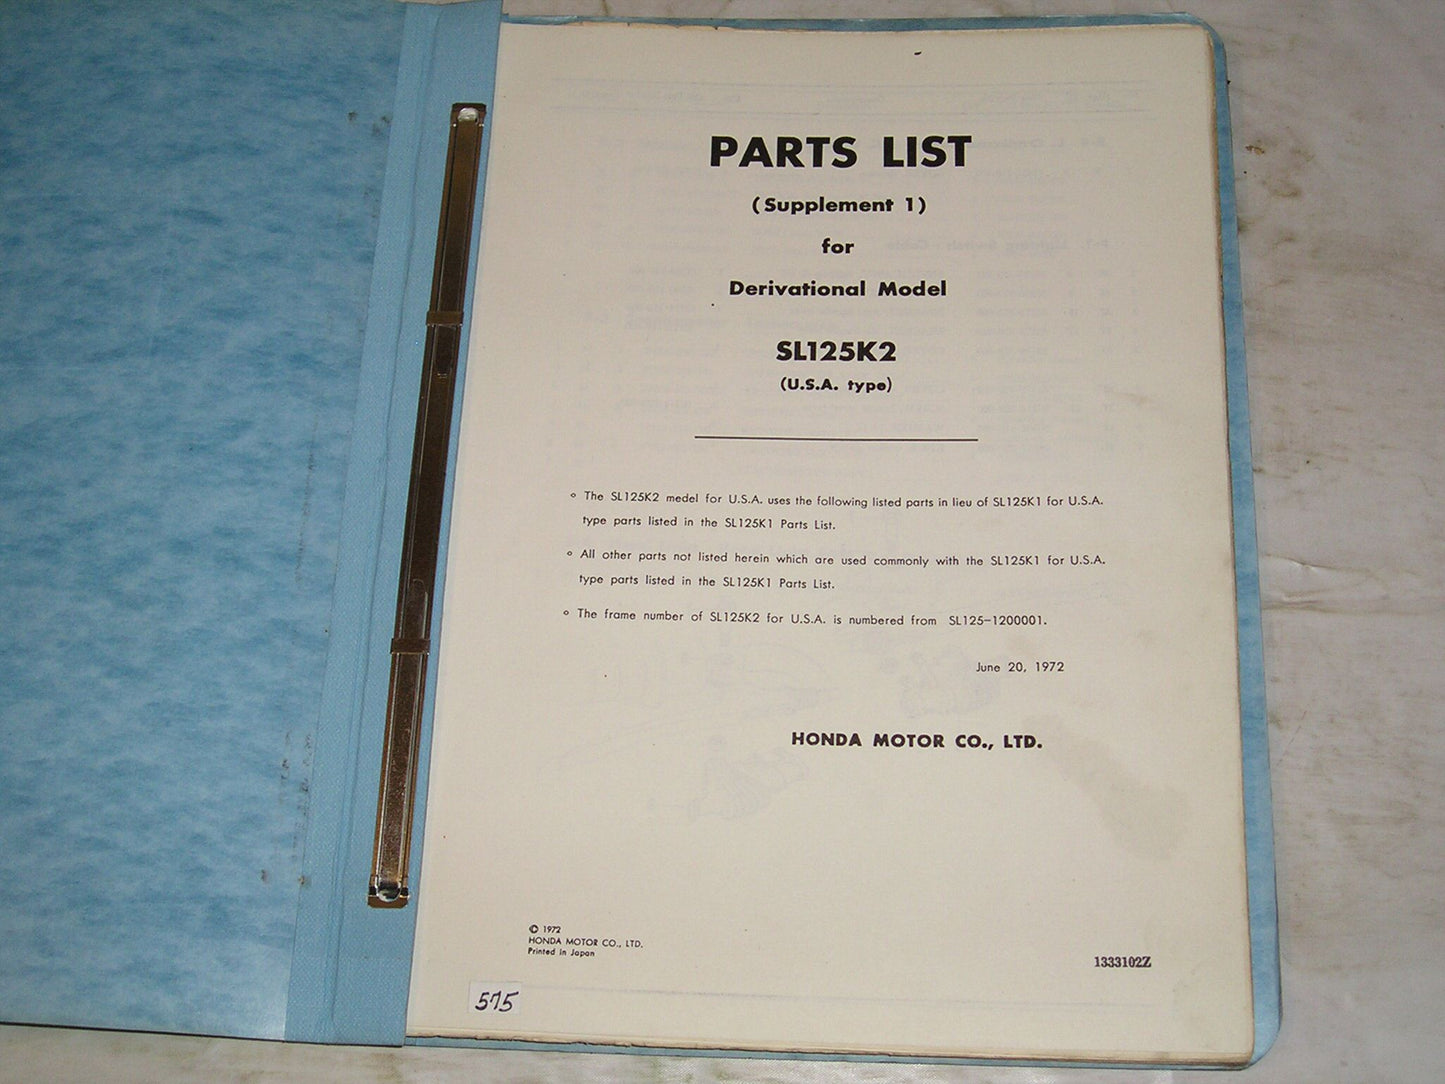 PARTS LIST
(Supplement 1)
for
Derivational Model
SL125K2
(U.S.A. type)
The SL125K2 medel for U.S.A. uses the following listed parts in lieu of SL125K1 for U.S.A.
type parts listed in the SL125K1 Parts List.
All other parts not listed herein which are used commonly with the SL125K1 for U.S.A.
type parts listed in the SL125K1 Parts List.
The frame number of SL125K2 for U.S.A. is numbered from SL125-1200001.
June 20, 1972
HONDA MOTOR CO., LTD.
© 1972
HONDA MOTOR CO., LTD.
Printed in Japan
1333102Z
575